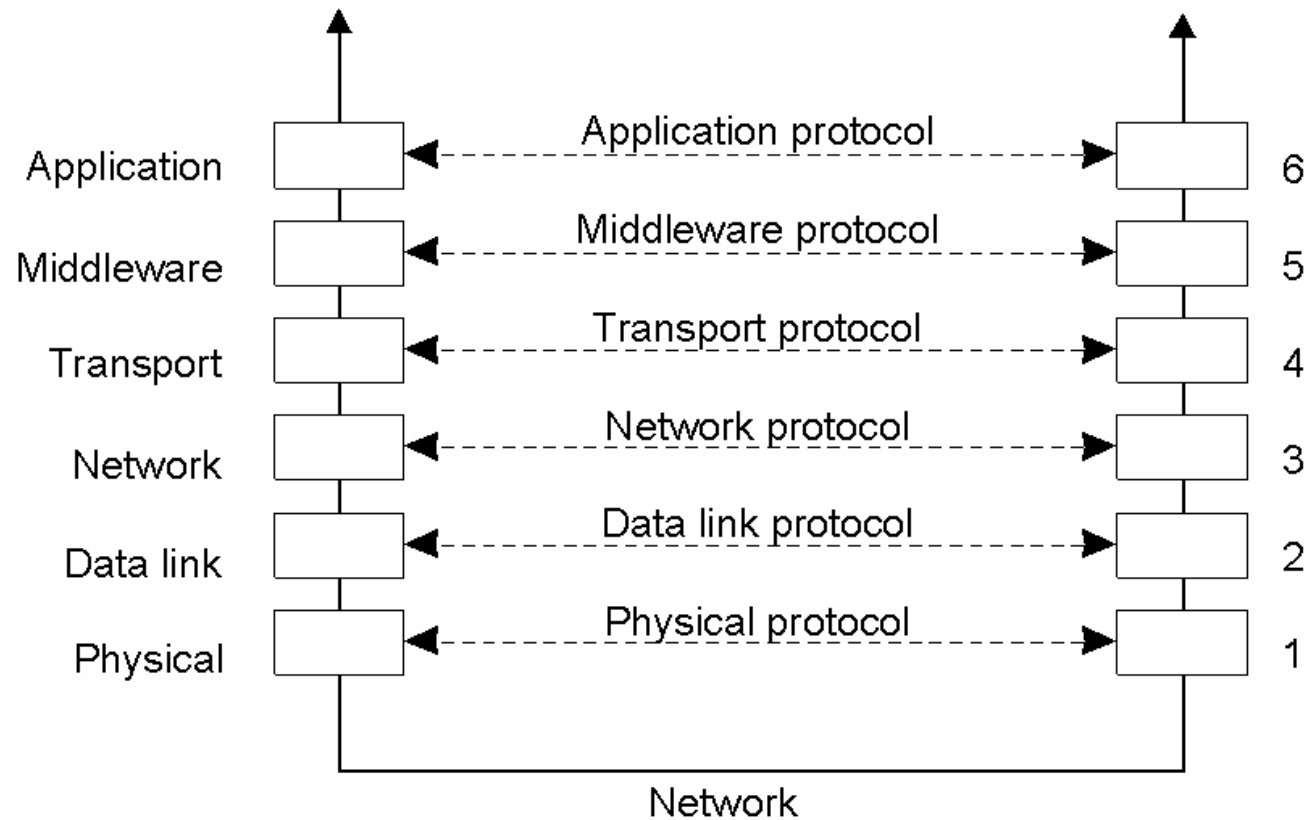 Application protocol
Application
6
Middleware protocol
Middleware
5
Transport protocol
Transport
4
Network protocol
Network
3
Data link protocol
Data link
2
Physical protocol
Physical
1
Network